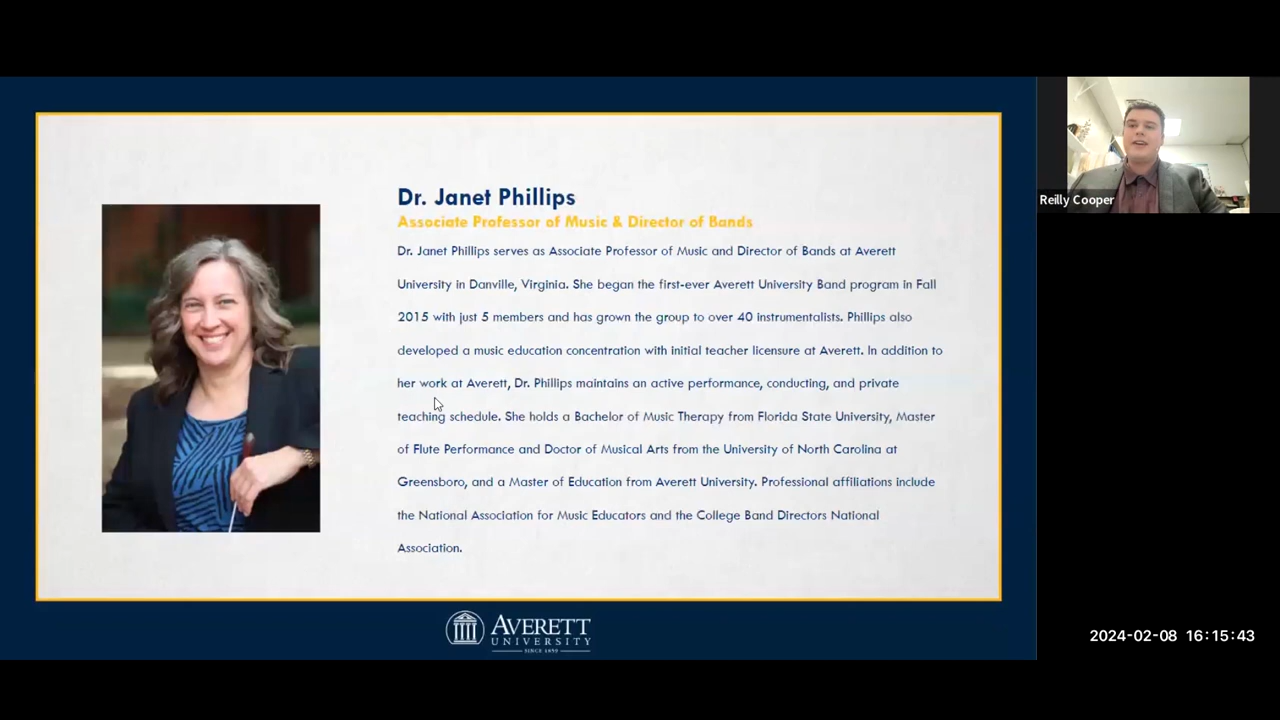 Dr. Janet Phillips
Associate Professor of Music & Director of Bands
Dr. Janet Phillips serves as Associate Professor of Music and Director of Bands at Averett
University in Danville, Virginia. She began the first-ever Averett University Band program in Fall
2015 with just 5 members and has grown the group to over 40 instrumentalists. Phillips also
developed a music education concentration with initial teacher licensure at Averett. In addition to
her work at Averett, Dr. Phillips maintains an active performance, conducting, and private
teaching schedule. She holds a Bachelor of Music Therapy from Florida State University, Master
of Flute Performance and Doctor of Musical Arts from the University of North Carolina at
Greensboro, and a Master of Education from Averett University. Professional affiliations include
the National Association for Music Educators and the College Band Directors National
Association.
AVERETT
UNIVERSITY
SINCE 1859
Reilly Cooper
2024-02-08 16:15:43